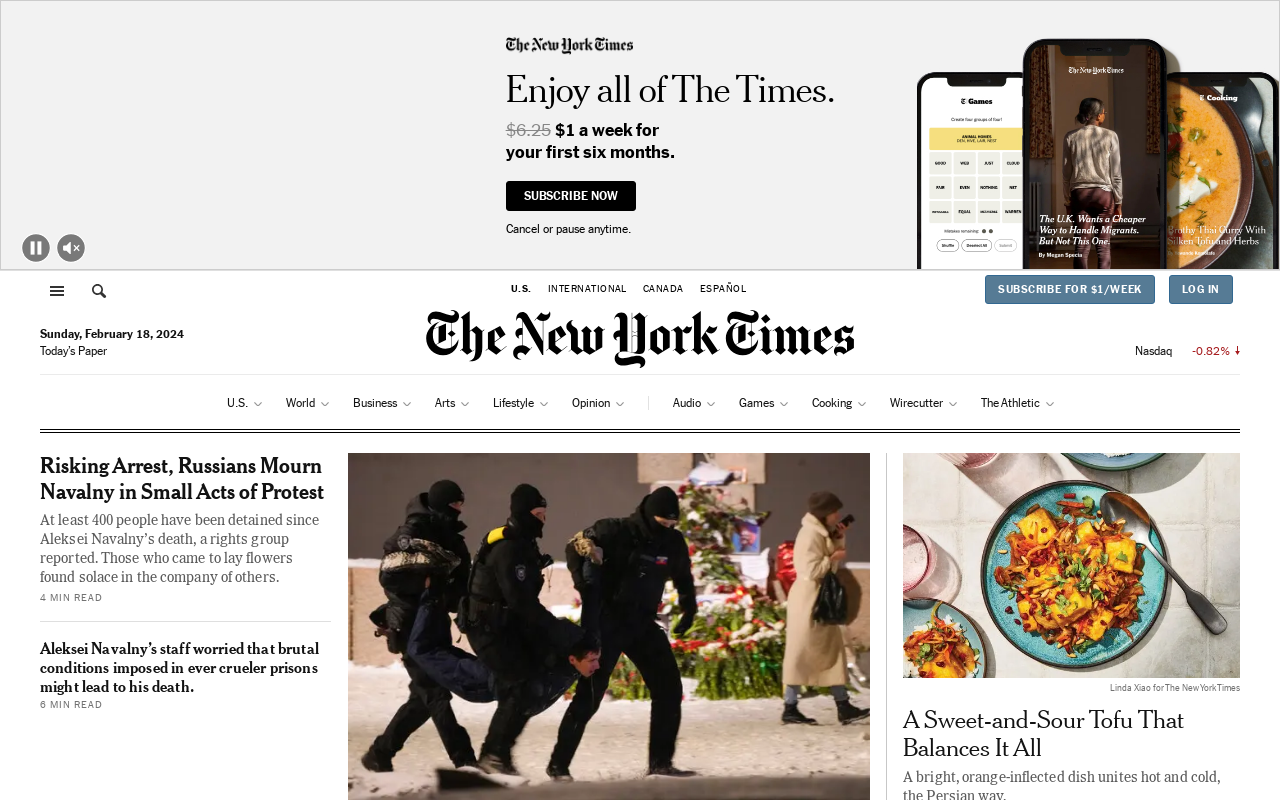 The New York Times
Enjoy all of The Times.
$6.25 $1 a week for
your first six months.
SUBSCRIBE NOW
Cancel or pause anytime.
Games
Create four groups of four!
ANIMAL HOMES
DEN, HIVE, LAIR, NEST
GOOD WEB JUST CLOUD
FAIR EVEN NOTHING NET
EQUAL WARREN
Mistakes remaining:
Shuffle Deselect All Submit
The New York Times
The U.K. Wants a Cheaper
Way to Handle Migrants.
But Not This One.
By Megan Specia
Cooking
Brothy Thai Curry With
Silken Tofu and Herbs
U.S. INTERNATIONAL CANADA ESPAÑOL
SUBSCRIBE FOR $1/WEEK LOG IN
Sunday, February 18, 2024
Today's Paper
The New York Times
Nasdaq -0.82%
U.S. World Business Arts Lifestyle Opinion Audio Games Cooking Wirecutter The Athletic
Risking Arrest, Russians Mourn
Navalny in Small Acts of Protest
At least 400 people have been detained since
Aleksei Navalny’s death, a rights group
reported. Those who came to lay flowers
found solace in the company of others.
4 MIN READ
Aleksei Navalny’s staff worried that brutal
conditions imposed in ever crueler prisons
might lead to his death.
6 MIN READ
Linda Xiao for The New York Times
A Sweet-and-Sour Tofu That
Balances It All
A bright, orange-inflected dish unites hot and cold,
the Persian way.